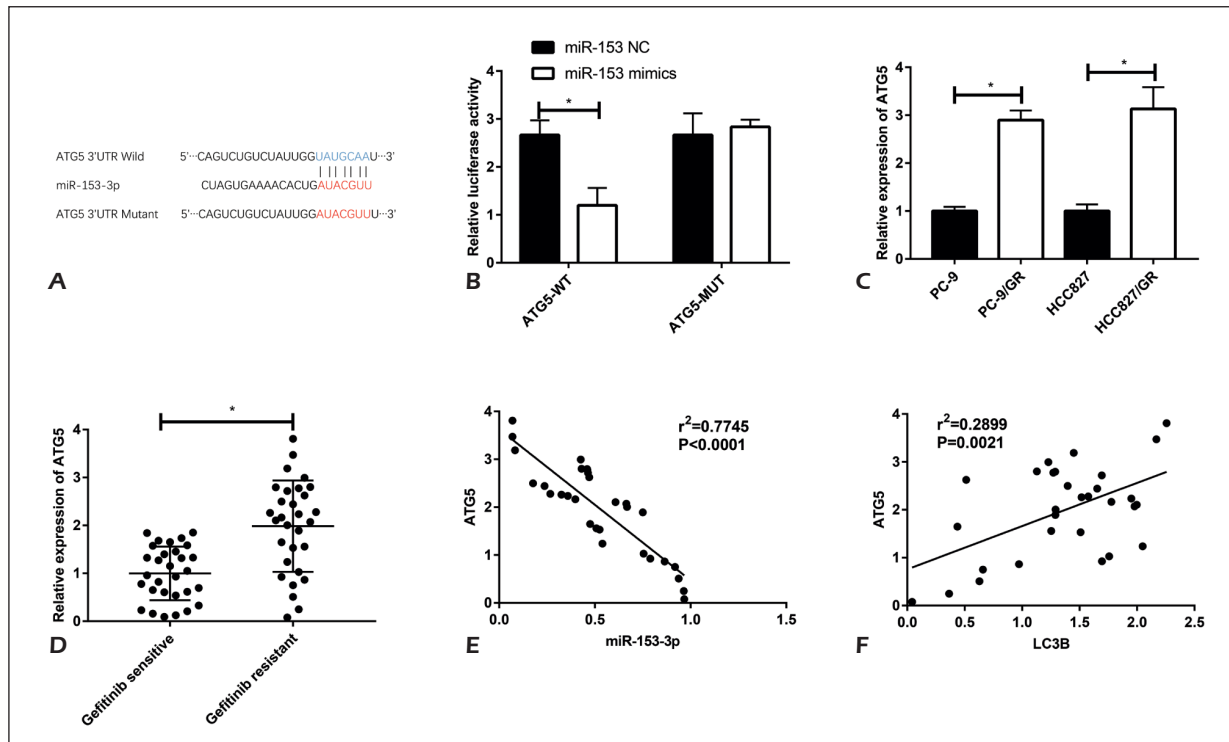 ATG5 3'UTR Wild 5'···CAGUCUGUCUAUUGGUAUGCAAU···3'
miR-153-3p CUAGUGAAAACACUGAUACGUU
ATG5 3'UTR Mutant 5'···CAGUCUGUCUAUUGGAUACGUUU···3'
A
miR-153 NC
miR-153 mimics
Relative luciferase activity
4
3
2
1
0
*
ATG5-WT
ATG5-MUT
B
Relative expression of ATG5
4
3
2
1
0
*
*
PC-9
PC-9/GR
HCC827
HCC827/GR
C
Relative expression of ATG5
4
3
2
1
0
*
Gefitinib sensitive
Gefitinib resistant
D
ATG5
4
3
2
1
0
r²=0.7745
P<0.0001
0.0 0.5 1.0 1.5
miR-153-3p
E
ATG5
4
3
2
1
0
r²=0.2899
P=0.0021
0.0 0.5 1.0 1.5 2.0 2.5
LC3B
F